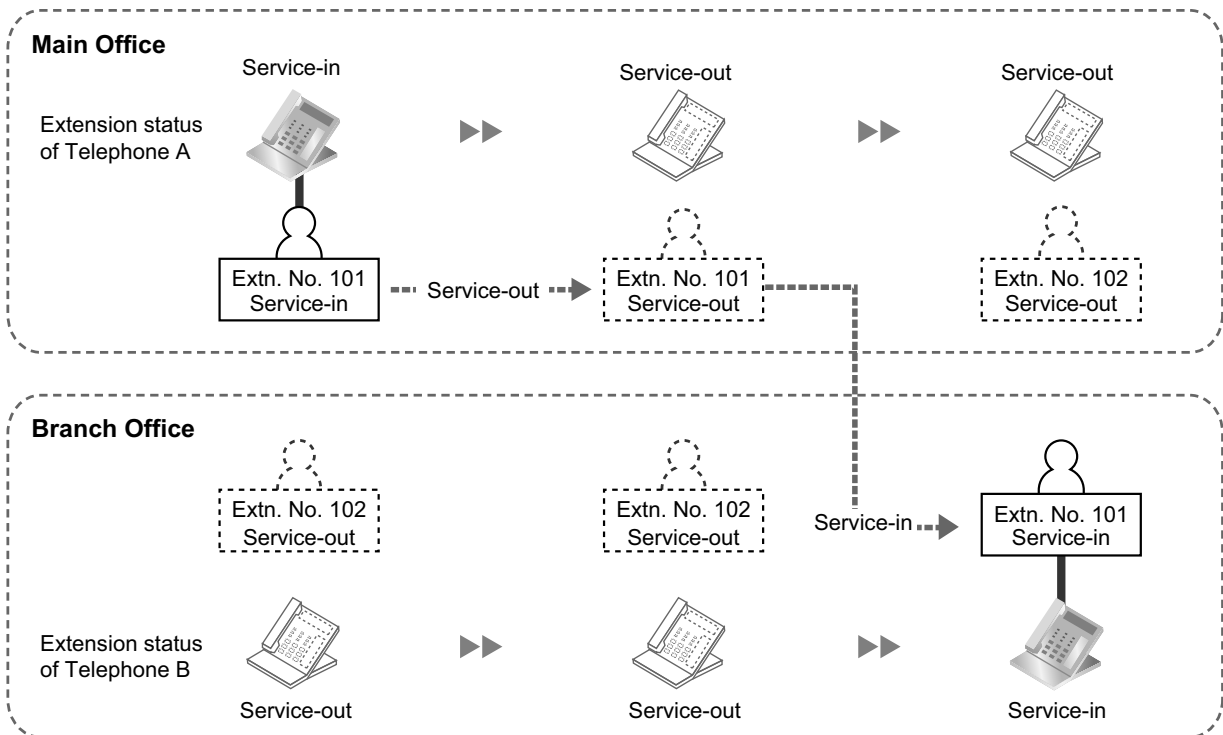 Main Office
Service-in
Service-out
Service-out
Extension status
of Telephone A
Extn. No. 101
Service-in
Service-out
Extn. No. 101
Service-out
Extn. No. 102
Service-out
Branch Office
Extn. No. 102
Service-out
Extn. No. 102
Service-out
Service-in
Extn. No. 101
Service-in
Extension status
of Telephone B
Service-out
Service-out
Service-in